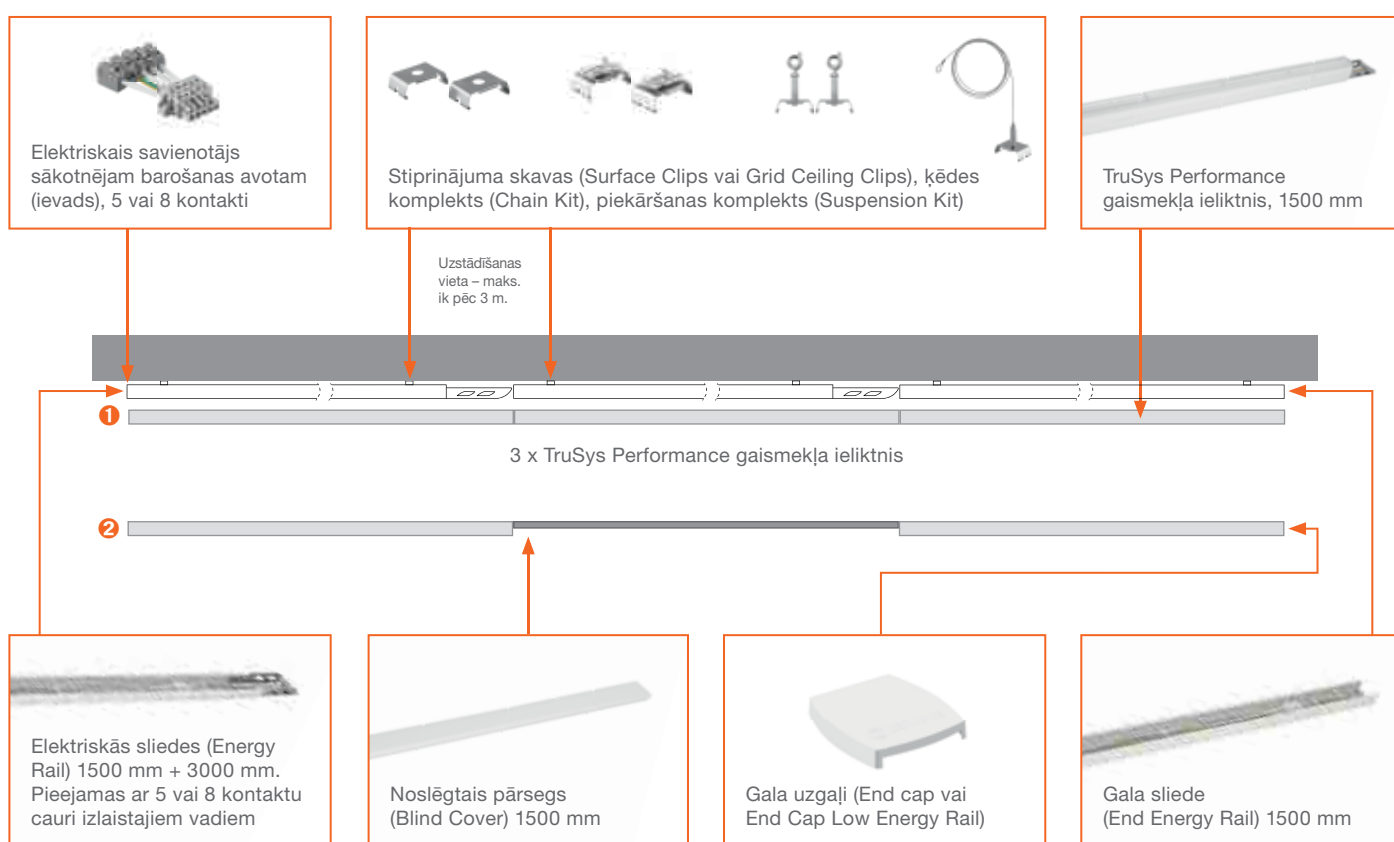 Elektriskais savienotājs
sākotnējam barošanas avotam
(ievads), 5 vai 8 kontakti
Stiprinājuma skavas (Surface Clips vai Grid Ceiling Clips), ķēdes
komplekts (Chain Kit), piekāršanas komplekts (Suspension Kit)
TruSys Performance
gaismekļa ieliktnis, 1500 mm
Uzstādīšanas
vieta – maks.
ik pēc 3 m.
1
3 x TruSys Performance gaismekļa ieliktnis
2
Elektriskās sliedes (Energy
Rail) 1500 mm + 3000 mm.
Pieejamas ar 5 vai 8 kontaktu
cauri izlaistajiem vadiem
Noslēgtais pārsegs
(Blind Cover) 1500 mm
Gala uzgaļi (End cap vai
End Cap Low Energy Rail)
Gala sliede
(End Energy Rail) 1500 mm